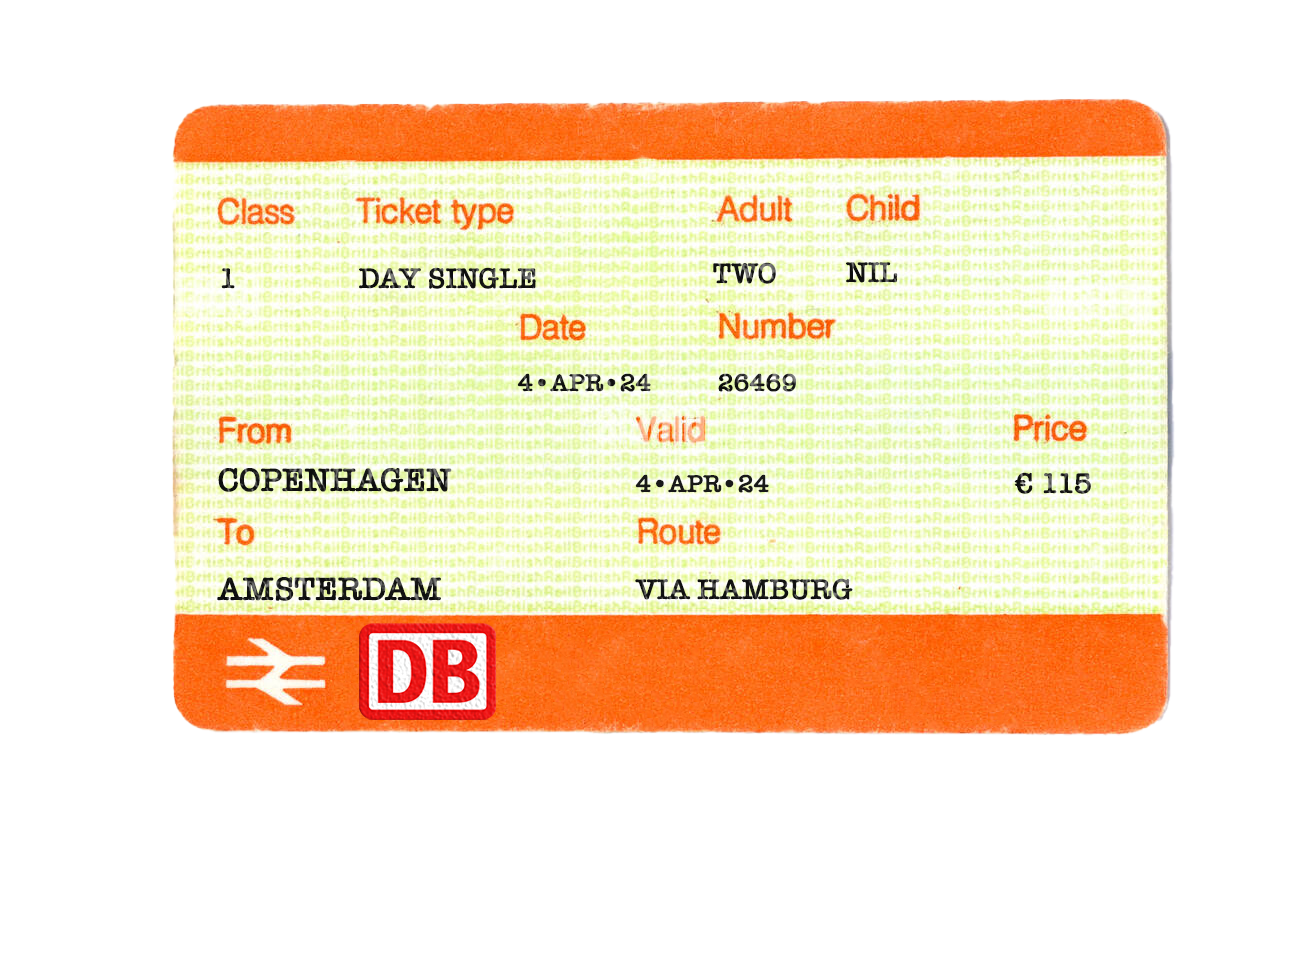 Class Ticket type Adult Child
1 DAY SINGLE TWO NIL
Date Number
4•APR•24 26469
From Valid Price
COPENHAGEN 4•APR•24 € 115
To Route
AMSTERDAM VIA HAMBURG
DB